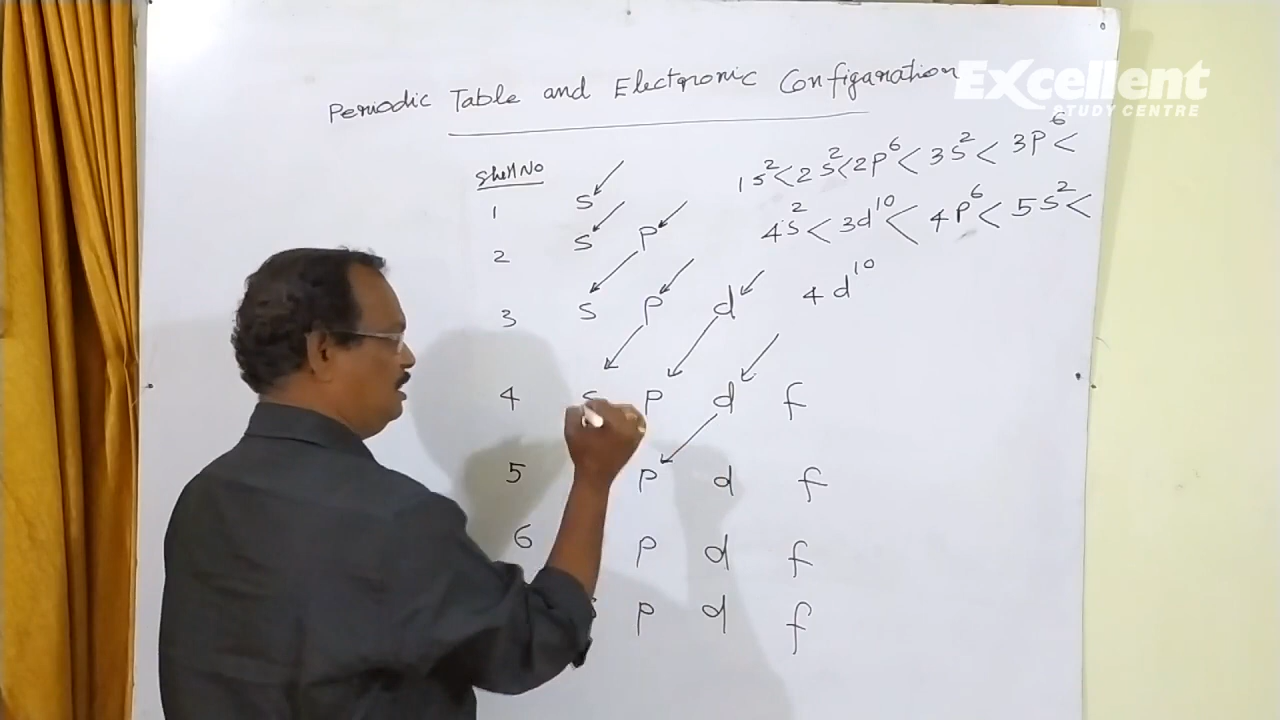 Excellent
STUDY CENTRE
Periodic Table and Electronic Configaration
Shell No
1 s
2 s p
3 s p d
4 s p d f
5 p d f
6 p d f
s p d f
1s² < 2s² < 2p⁶ < 3s² < 3p⁶ <
4s² < 3d¹⁰ < 4p⁶ < 5s² <
4d¹⁰